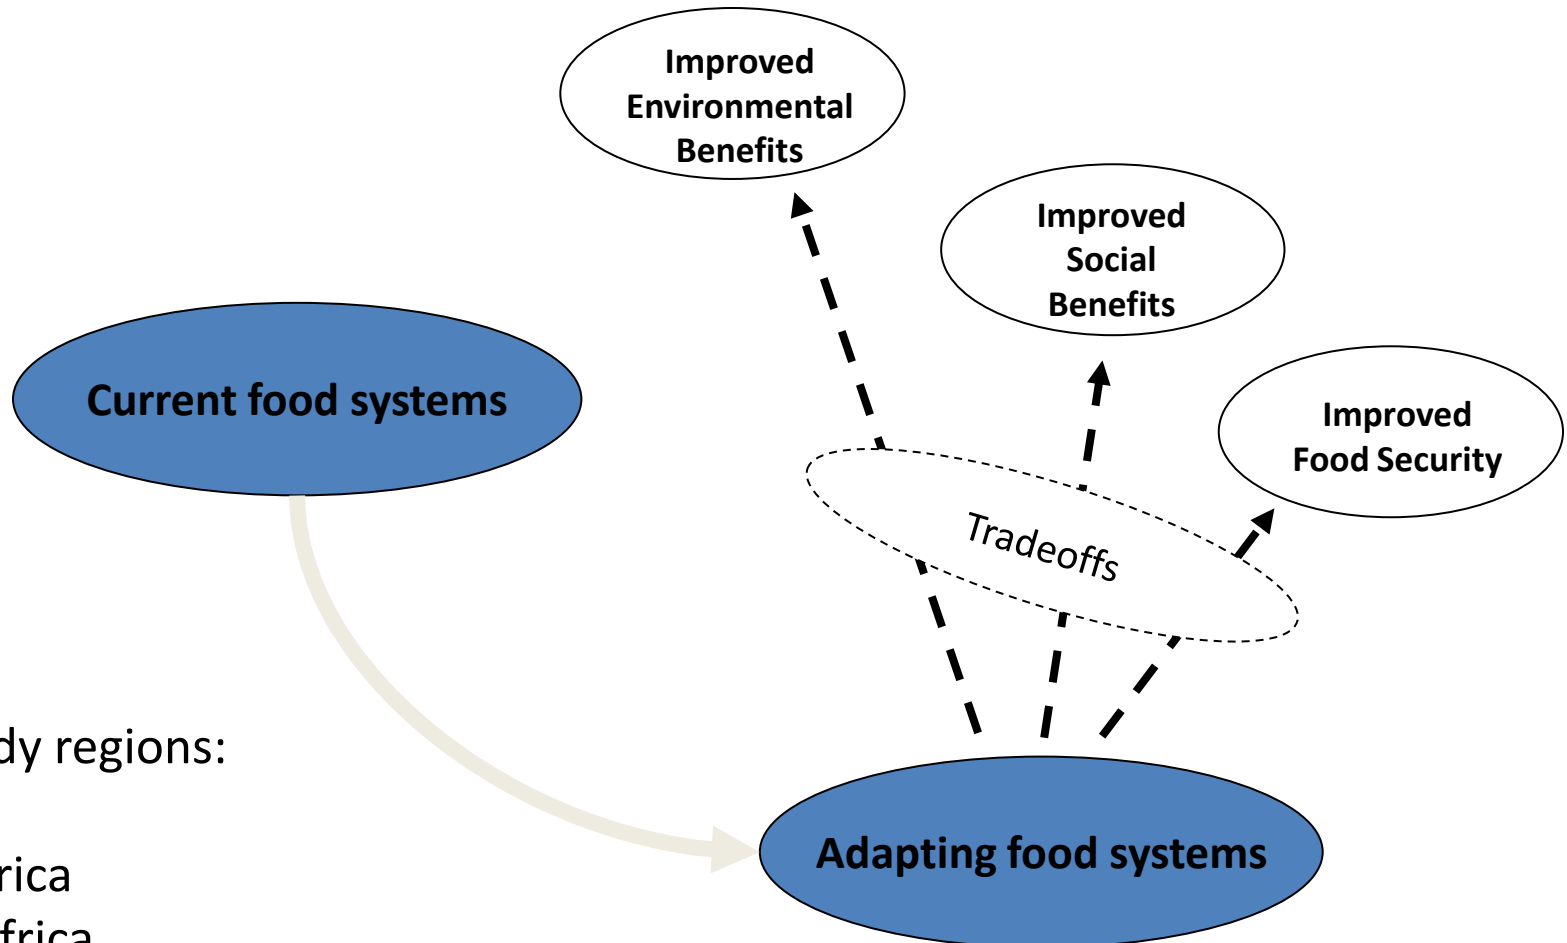 Improved
Environmental
Benefits
Improved
Social
Benefits
Current food systems
Improved
Food Security
Tradeoffs
dy regions:
rica
frica
Adapting food systems